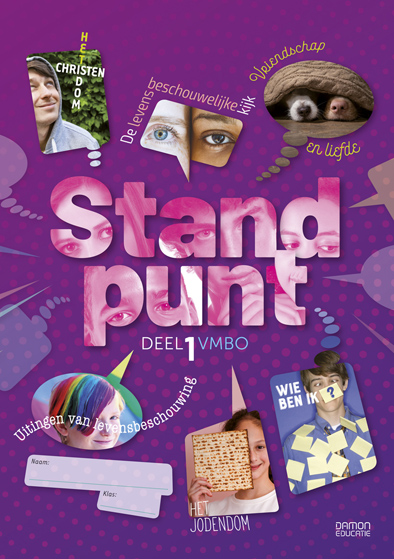 HET
CHRISTENDOM
De levensbeschouwelijke kijk
Vriendschap
en liefde
Stand
punt
DEEL 1 VMBO
Uitingen van levensbeschouwing
WIE
BEN IK
?
Naam:
Klas:
HET
JODENDOM
DAMON
EDUCATIE